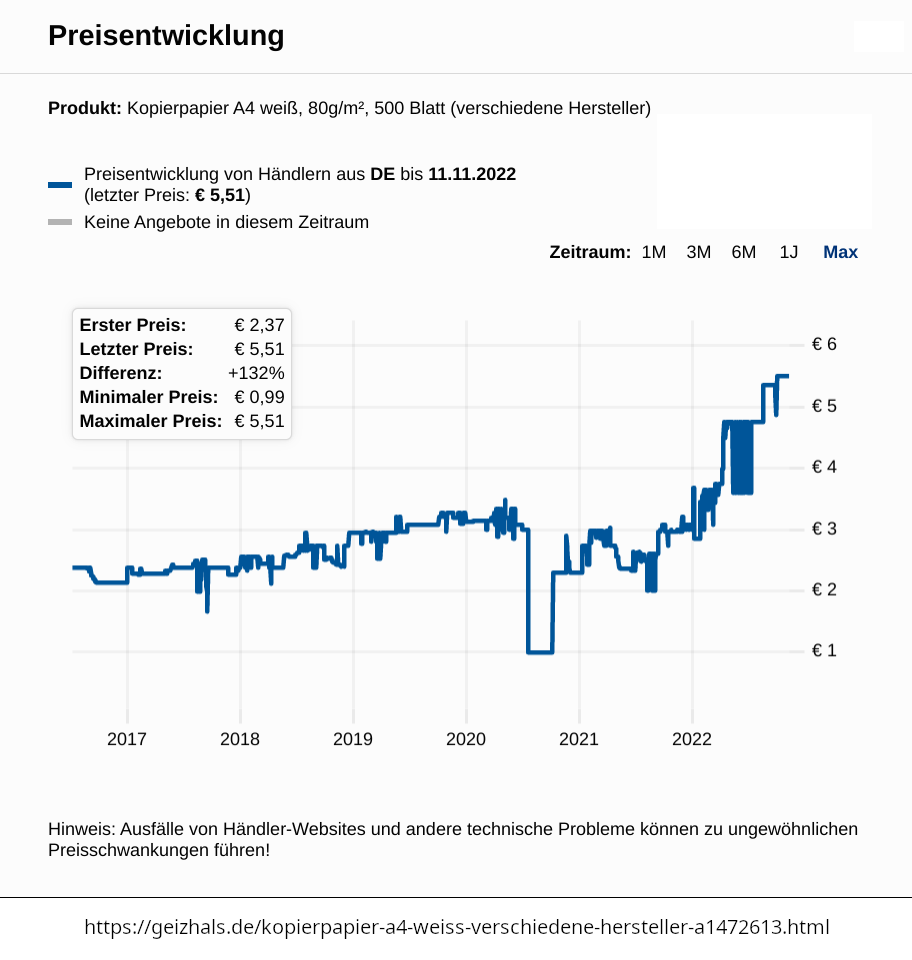 Preisentwicklung
Produkt: Kopierpapier A4 weiß, 80g/m², 500 Blatt (verschiedene Hersteller)
Preisentwicklung von Händlern aus DE bis 11.11.2022
(letzter Preis: € 5,51)
Keine Angebote in diesem Zeitraum
Zeitraum: 1M 3M 6M 1J Max
Erster Preis: € 2,37
Letzter Preis: € 5,51
Differenz: +132%
Minimaler Preis: € 0,99
Maximaler Preis: € 5,51
€ 6
€ 5
€ 4
€ 3
€ 2
€ 1
2017 2018 2019 2020 2021 2022
Hinweis: Ausfälle von Händler-Websites und andere technische Probleme können zu ungewöhnlichen
Preisschwankungen führen!
https://geizhals.de/kopierpapier-a4-weiss-verschiedene-hersteller-a1472613.html